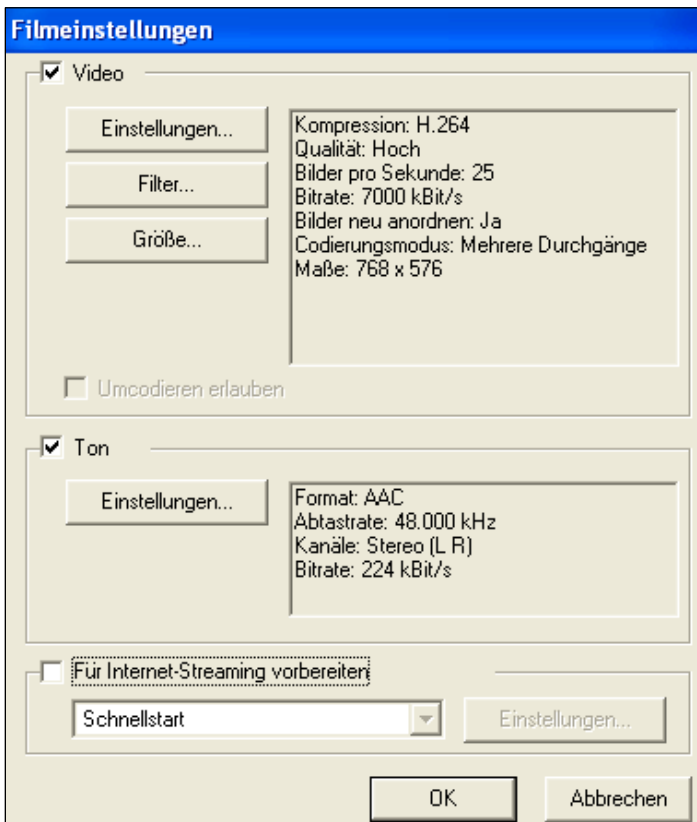 Filmeinstellungen
Video
Einstellungen...
Filter...
Größe...
Kompression: H.264
Qualität: Hoch
Bilder pro Sekunde: 25
Bitrate: 7000 kBit/s
Bilder neu anordnen: Ja
Codierungsmodus: Mehrere Durchgänge
Maße: 768 x 576
Umcodieren erlauben
Ton
Einstellungen...
Format: AAC
Abtastrate: 48.000 kHz
Kanäle: Stereo (L R)
Bitrate: 224 kBit/s
Für Internet-Streaming vorbereiten
Schnellstart
Einstellungen...
OK
Abbrechen